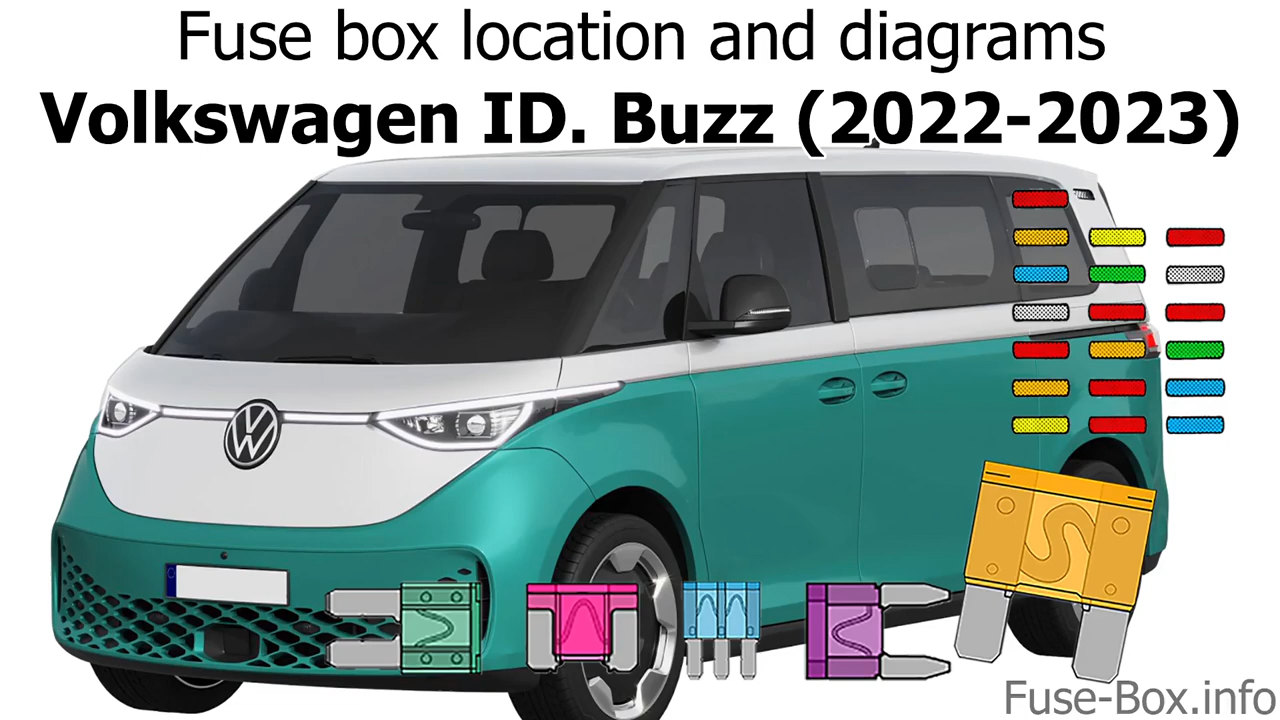 Fuse box location and diagrams
Volkswagen ID. Buzz (2022-2023)
Fuse-Box.info